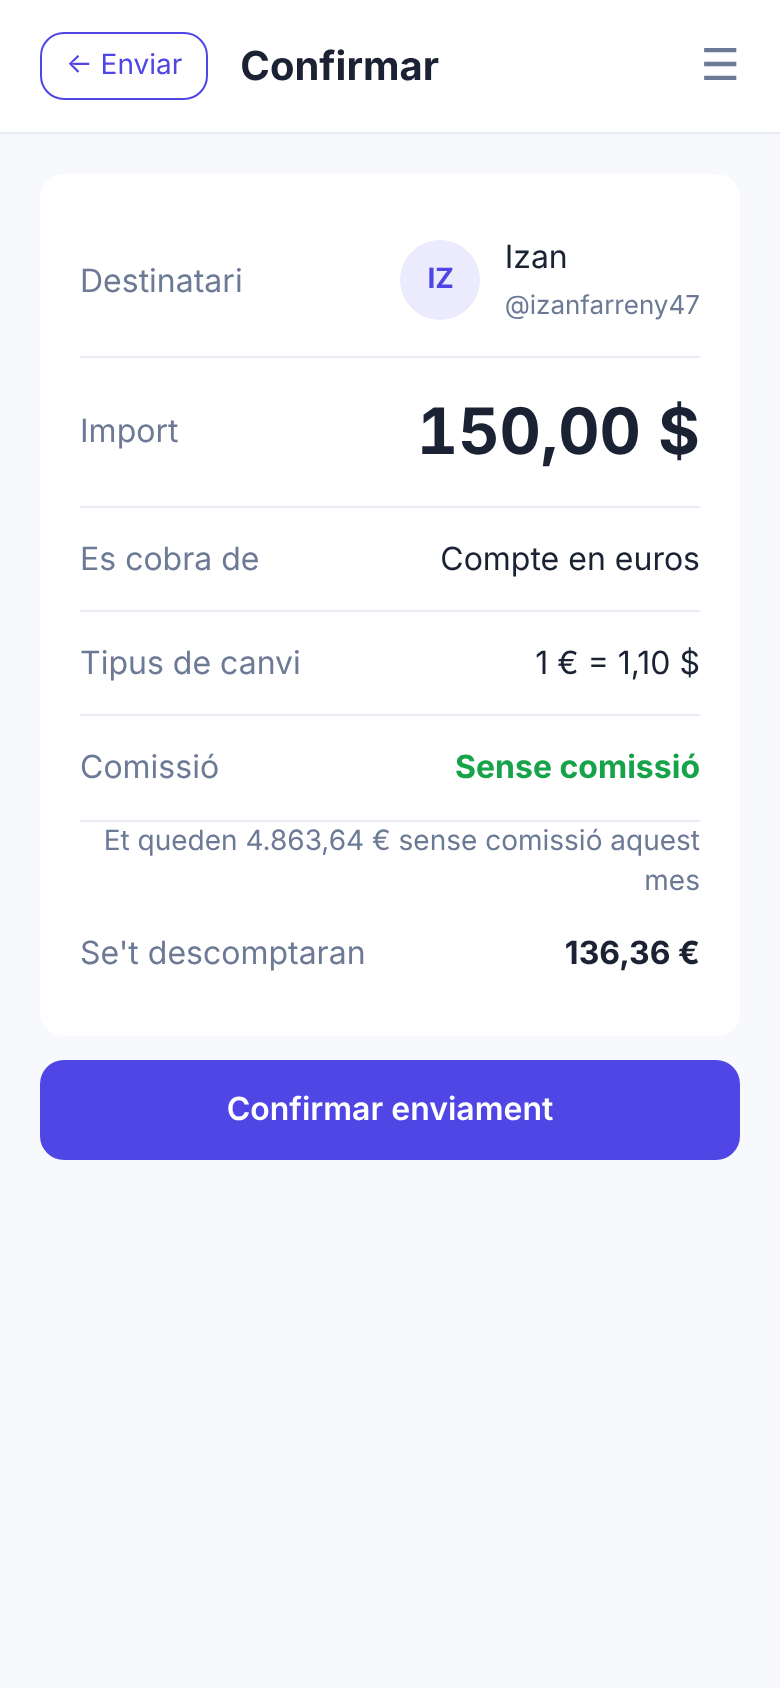 ← Enviar
Confirmar
☰
Destinatari
IZ
Izan
@izanfarreny47
Import
150,00 $
Es cobra de
Compte en euros
Tipus de canvi
1 € = 1,10 $
Comissió
Sense comissió
Et queden 4.863,64 € sense comissió aquest
mes
Se't descomptaran
136,36 €
Confirmar enviament